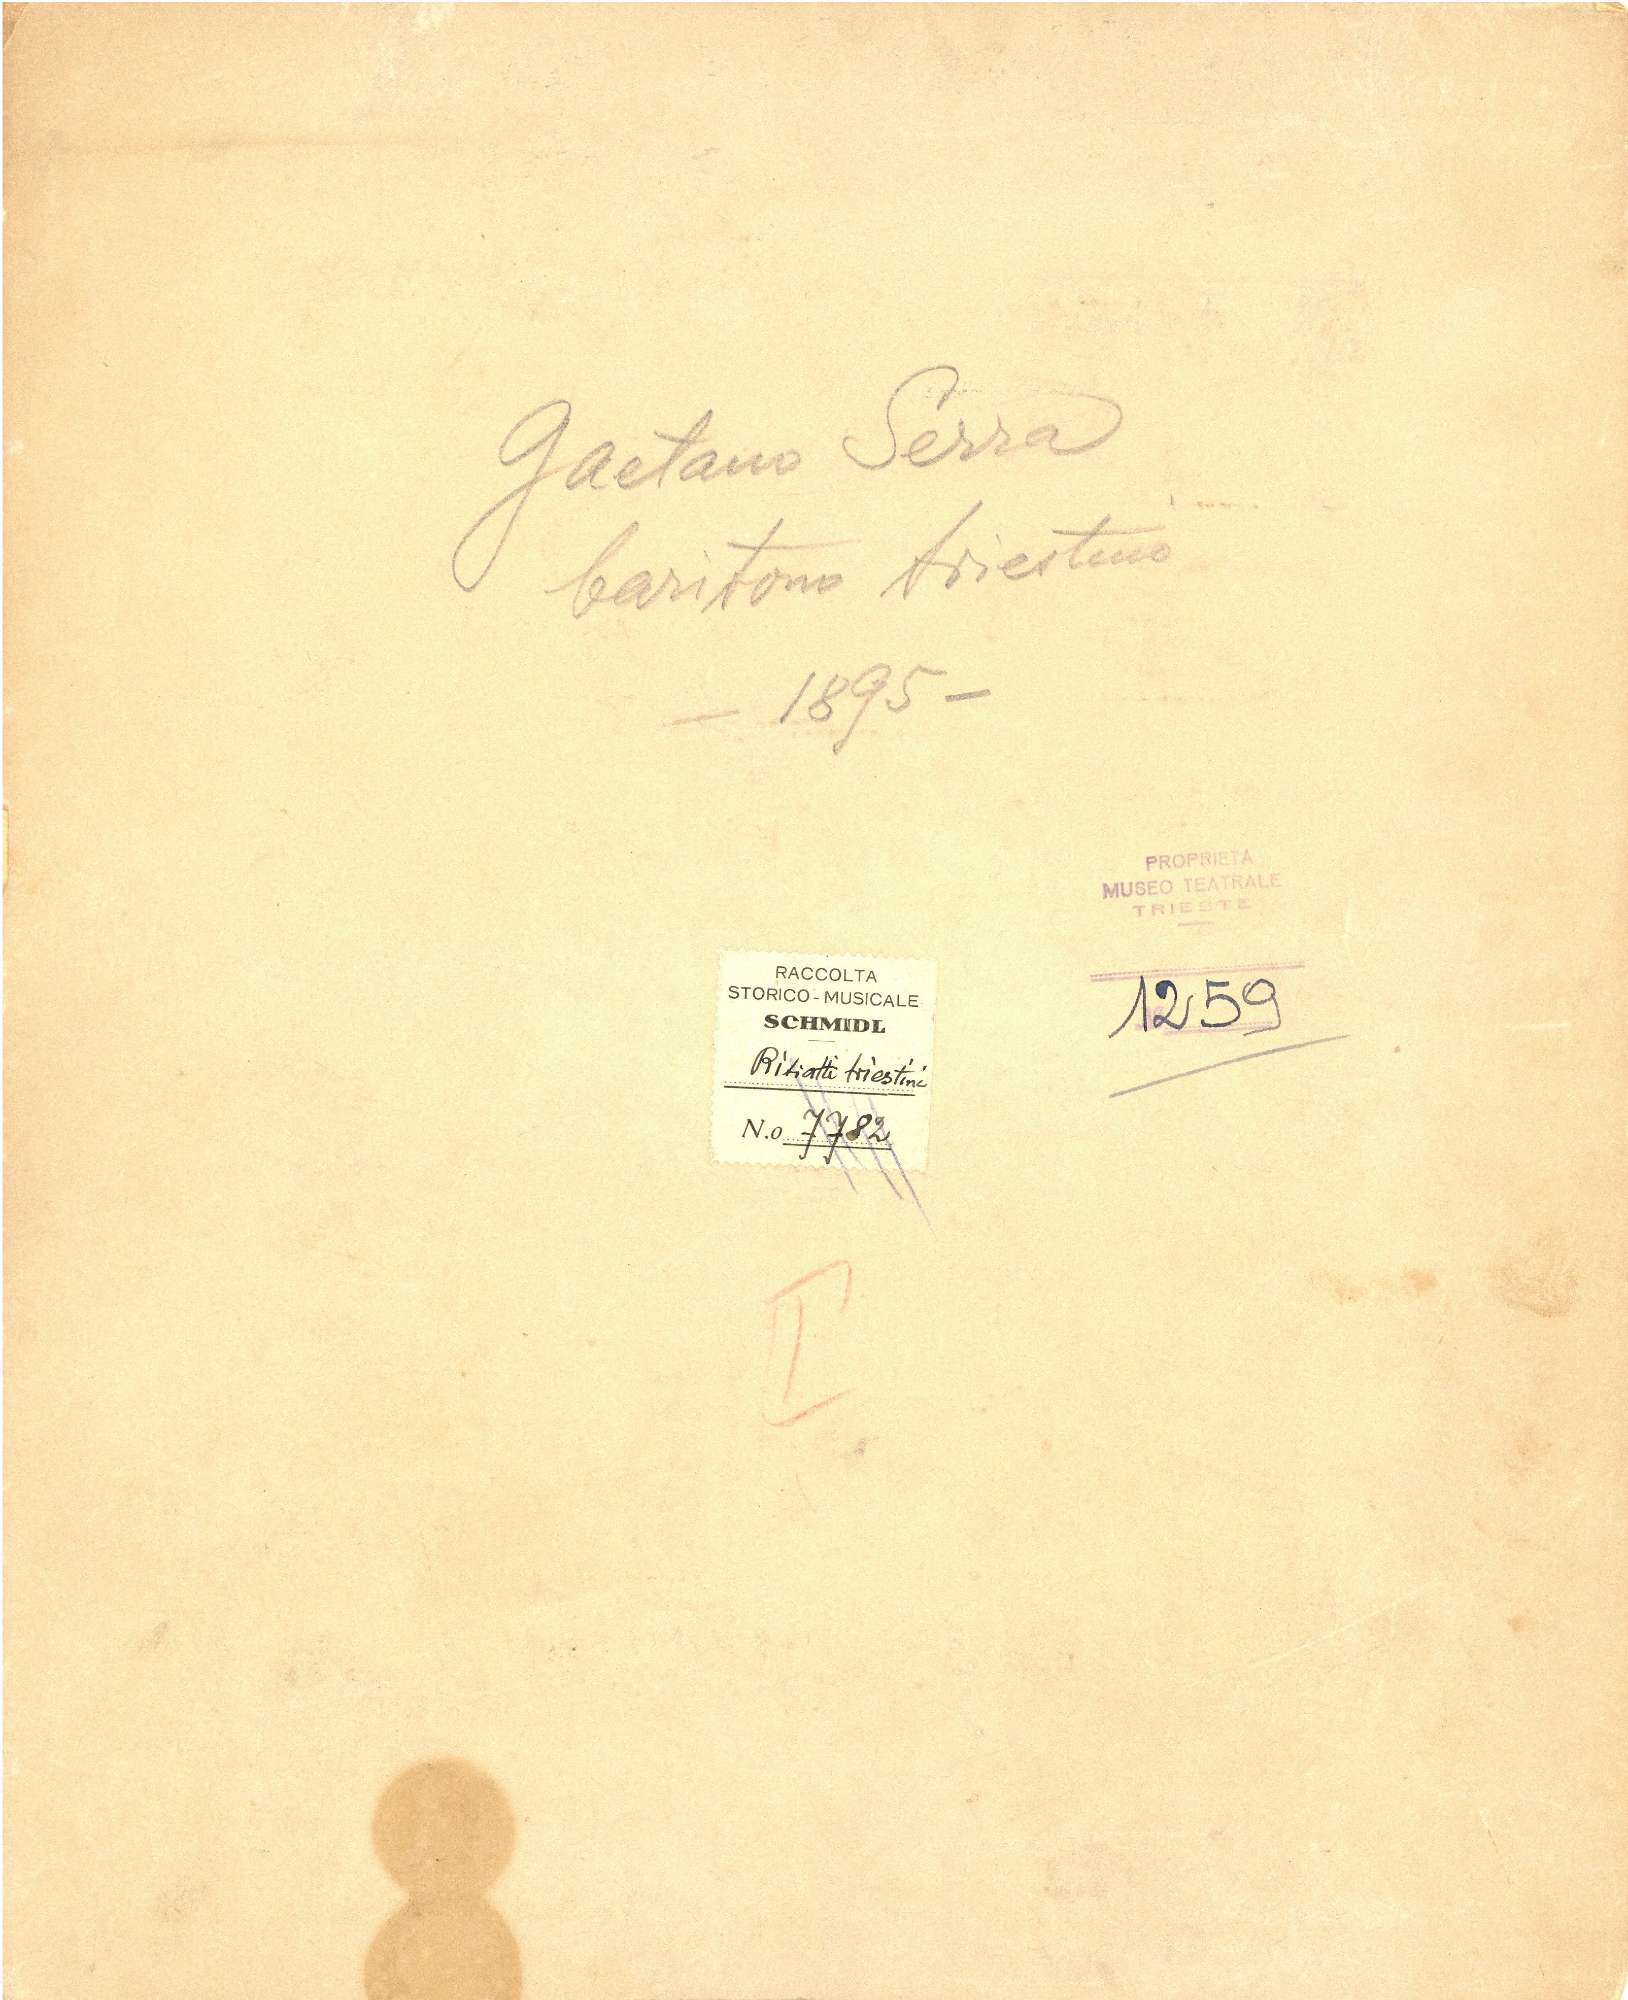 Gaetano Serra
baritono triestino
— 1895 —
PROPRIETÀ
MUSEO TEATRALE
TRIESTE
1259
RACCOLTA
STORICO-MUSICALE
SCHMIDL
Ritratti triestini
N.o 7782
I